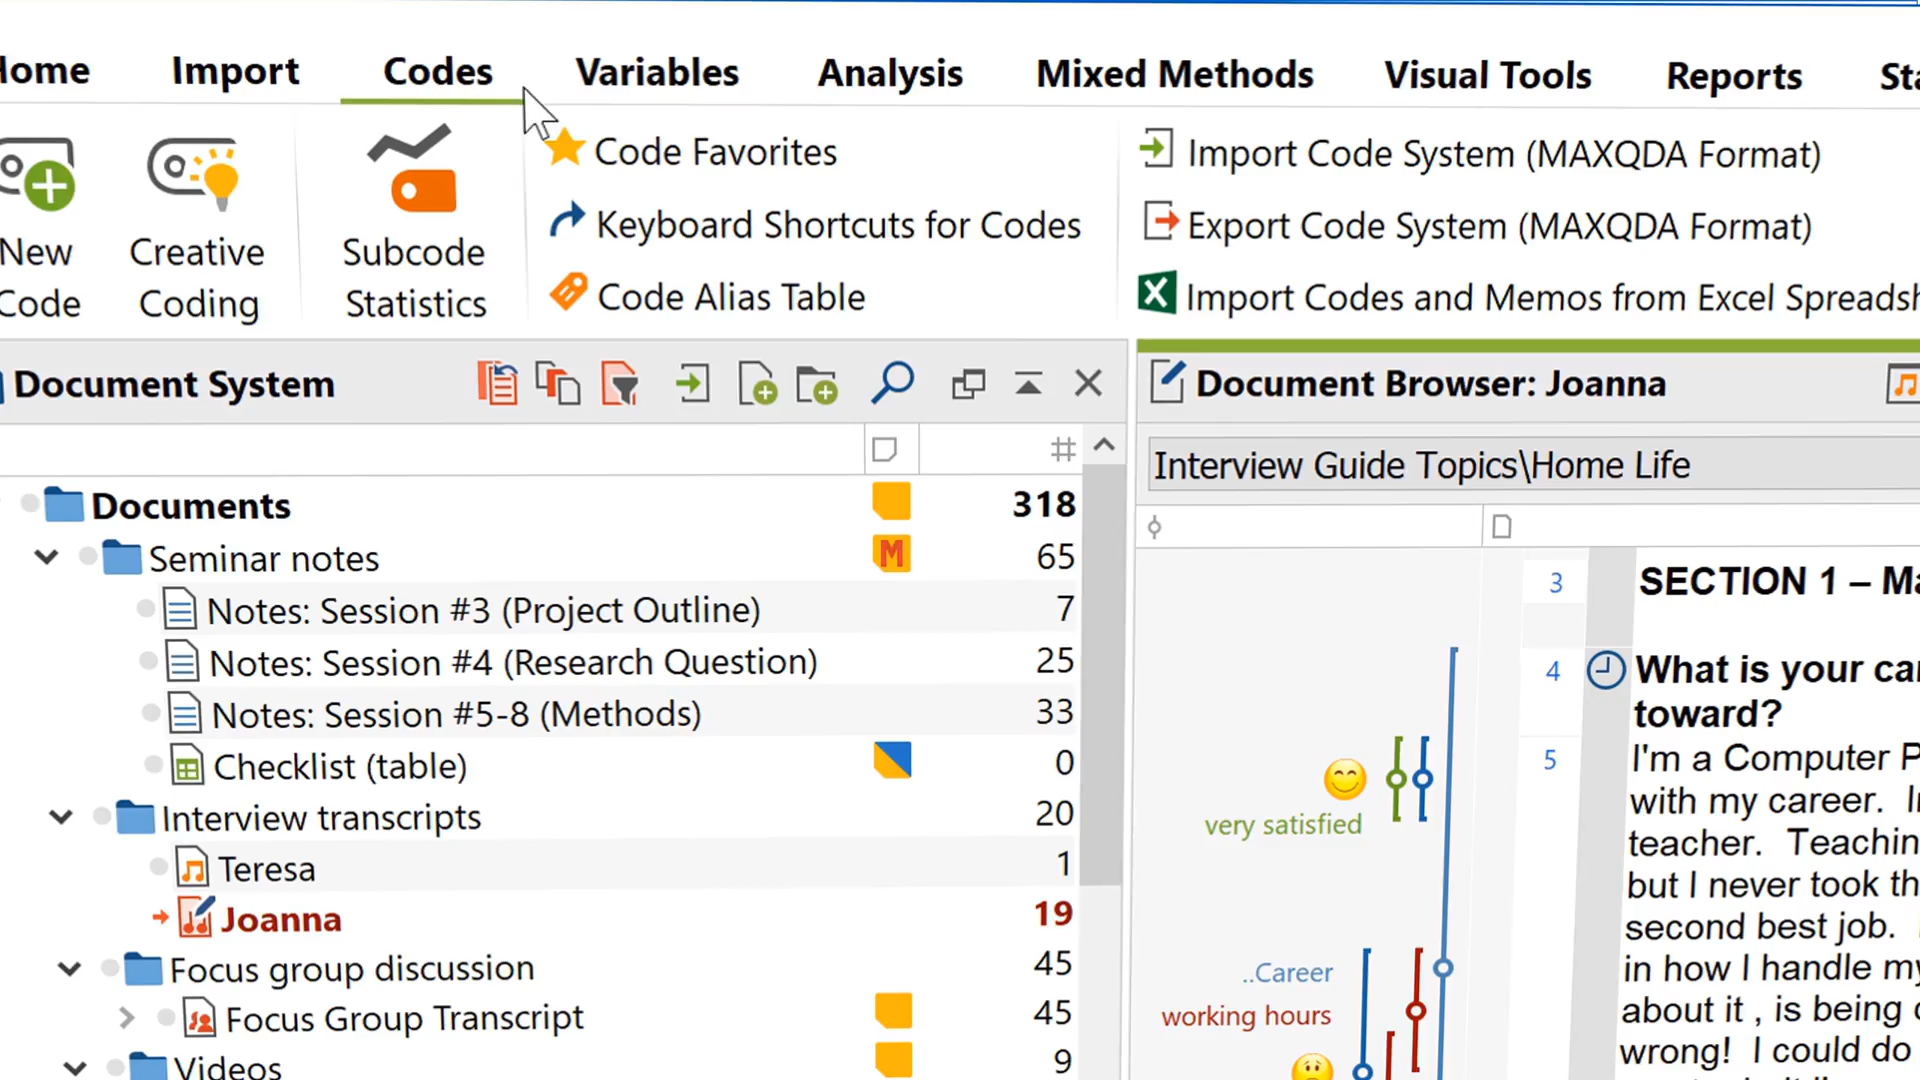 Home Import Codes Variables Analysis Mixed Methods Visual Tools Reports
New Code
Creative Coding
Subcode Statistics
Code Favorites
Keyboard Shortcuts for Codes
Code Alias Table
Import Code System (MAXQDA Format)
Export Code System (MAXQDA Format)
Import Codes and Memos from Excel Spreadsh
Document System
#
Documents 318
Seminar notes M 65
Notes: Session #3 (Project Outline) 7
Notes: Session #4 (Research Question) 25
Notes: Session #5-8 (Methods) 33
Checklist (table) 0
Interview transcripts 20
Teresa 1
Joanna 19
Focus group discussion 45
Focus Group Transcript 45
Videos 9
Document Browser: Joanna
Interview Guide Topics\Home Life
very satisfied
..Career
working hours
3 SECTION 1 –
4 What is your
toward?
5 I'm a Computer
with my career.
teacher.
but I never took
second best job.
in how I handle
about it , is being
wrong! I could do